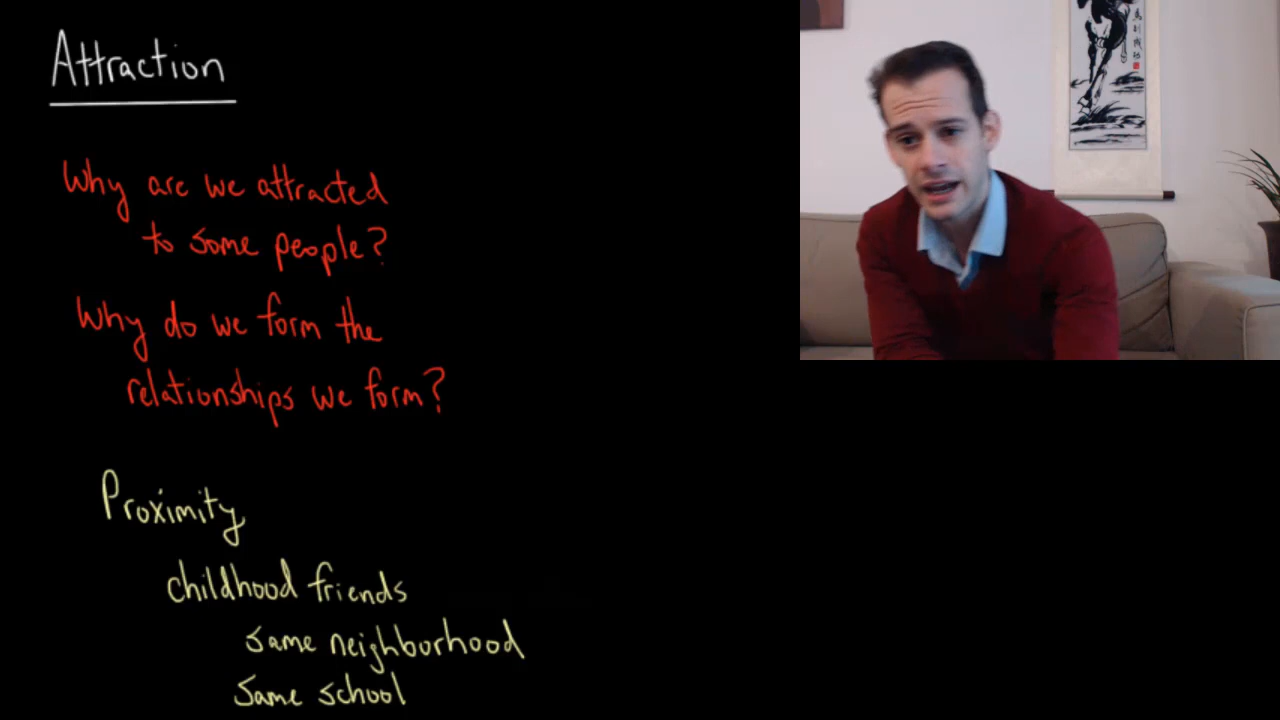 Attraction
Why are we attracted
to some people?
Why do we form the
relationships we form?
Proximity
childhood friends
same neighborhood
same school